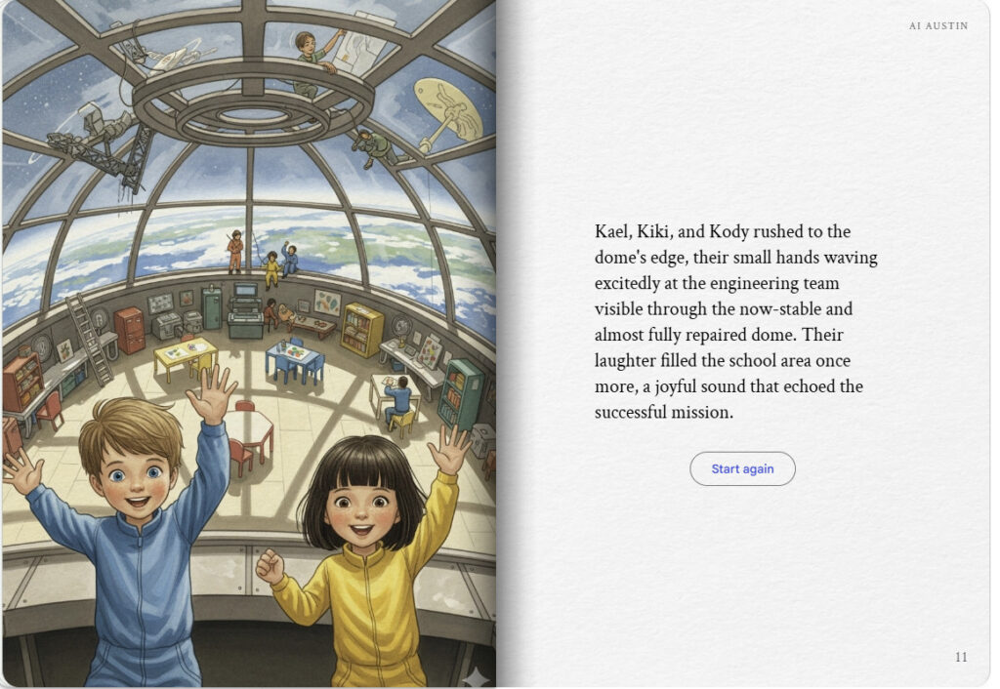 AI AUSTIN
Kael, Kiki, and Kody rushed to the
dome's edge, their small hands waving
excitedly at the engineering team
visible through the now-stable and
almost fully repaired dome. Their
laughter filled the school area once
more, a joyful sound that echoed the
successful mission.
Start again
11